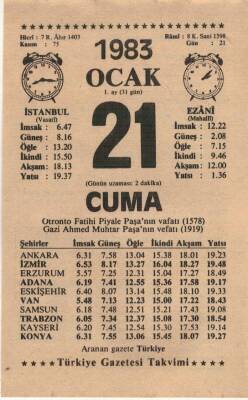 Hicrî : 7 R. Âhır 1403
Kasım : 75
1983
OCAK
1. ay (31 gün)
Rûmî : 8 K. Sani 1398
Gün : 21
İSTANBUL
(Vasatî)
İmsak : 6.47
Güneş : 8.16
Öğle : 13.20
İkindi : 15.50
Akşam : 18.13
Yatsı : 19.37
21
(Günün uzaması: 2 dakika)
EZÂNÎ
(Mahallî)
İmsak : 12.22
Güneş : 2.08
Öğle : 7.15
İkindi : 9.46
Akşam : 12.00
Yatsı : 1.36
CUMA
Otronto Fatihi Piyale Paşa'nın vafatı (1578)
Gazi Ahmed Muhtar Paşa'nın vefatı (1919)
Şehirler İmsak Güneş Öğle İkindi Akşam Yatsı
ANKARA 6.31 7.58 13.04 15.38 18.01 19.23
İZMİR 6.53 8.17 13.27 16.04 18.27 19.48
ERZURUM 5.57 7.25 12.31 15.04 17.27 18.49
ADANA 6.19 7.41 12.55 15.36 17.58 19.17
ESKİŞEHİR 6.40 8.07 13.14 15.48 18.10 19.33
VAN 5.48 7.13 12.23 15.00 17.22 18.43
SAMSUN 6.18 7.48 12.51 15.21 17.43 19.08
TRABZON 6.05 7.34 12.37 15.08 17.30 18.54
KAYSERİ 6.20 7.45 12.54 15.30 17.53 19.14
KONYA 6.31 7.55 13.06 15.45 18.07 19.27
Aranan gazete Türkiye
Türkiye Gazetesi Takvimi